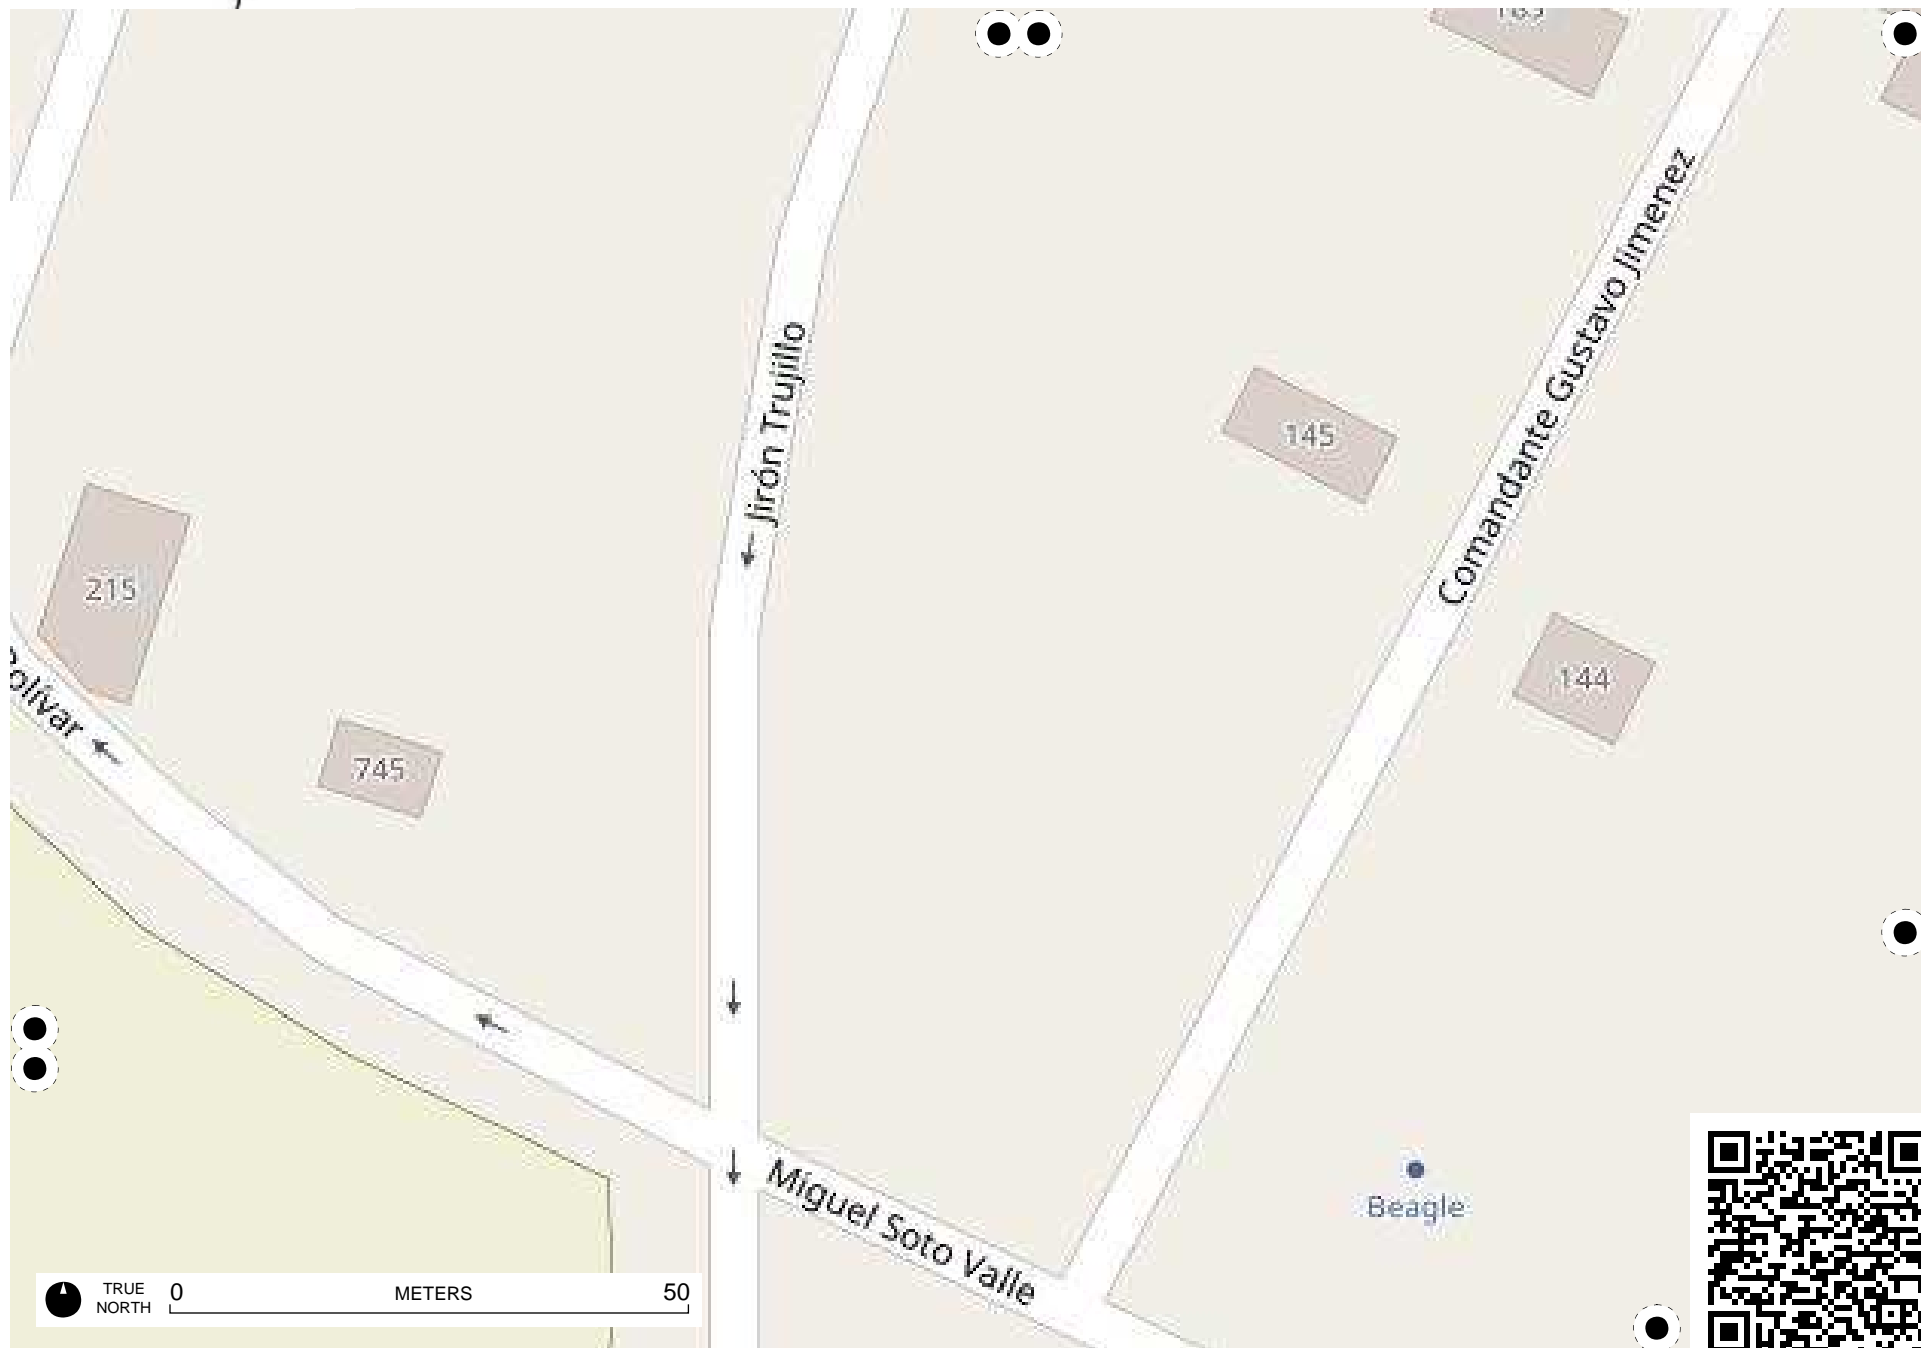 Jirón Trujillo
Comandante Gustavo Jimenez
145
215
144
745
Miguel Soto Valle
Beagle
TRUE
NORTH
0 METERS 50